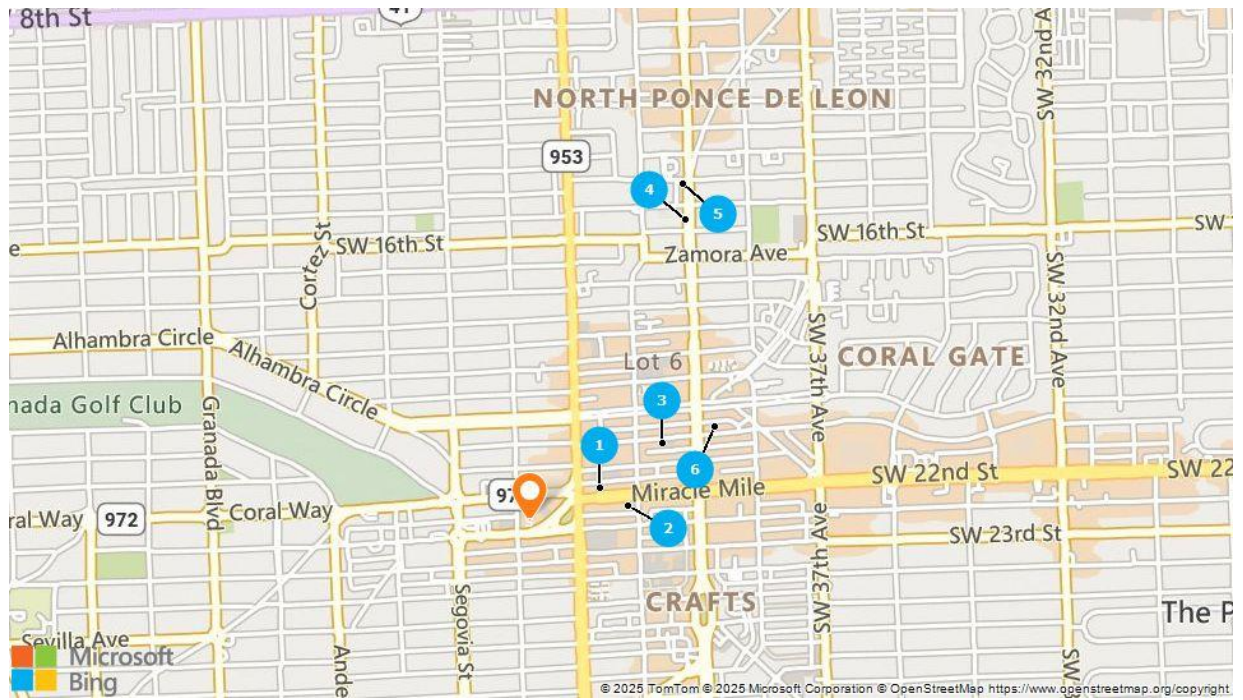 8th St
41
SW 32nd A
NORTH PONCE DE LEON
953
4
5
SW 16th St
SW
e
SW 16th St
Zamora Ave
Cortez St
SW 32nd Ave
Alhambra Circle
Alhambra Circle
Lot 6
CORAL GATE
SW 37th Ave
nada Golf Club
Granada Blvd
3
1
6
SW 22nd St
SW 22
97
Miracle Mile
oral Way
972
Coral Way
2
SW 37th Ave
SW 23rd St
Segovia St
CRAFTS
The P
Sevilla Ave
Ande
SW
Microsoft
Bing
© 2025 TomTom © 2025 Microsoft Corporation © OpenStreetMap https://www.openstreetmap.org/copyright